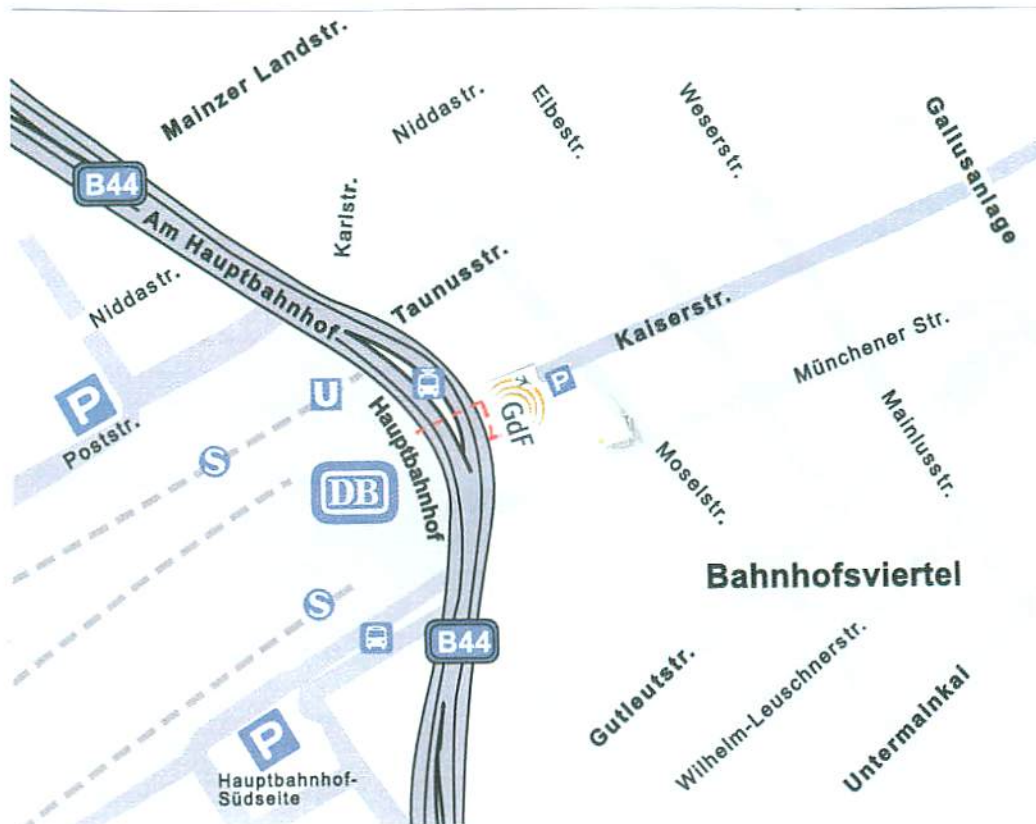 Mainzer Landstr.
Niddastr.
Elbestr.
Weserstr.
Gallusanlage
B44
Am Hauptbahnhof
Karlstr.
Niddastr.
Taunusstr.
Kaiserstr.
Münchener Str.
P
U
P
GdF
Hauptbahnhof
Poststr.
S
DB
Moselstr.
Mainlusstr.
Bahnhofsviertel
S
B44
Gutleutstr.
Wilhelm-Leuschnerstr.
Untermainkai
P
Hauptbahnhof-
Südseite